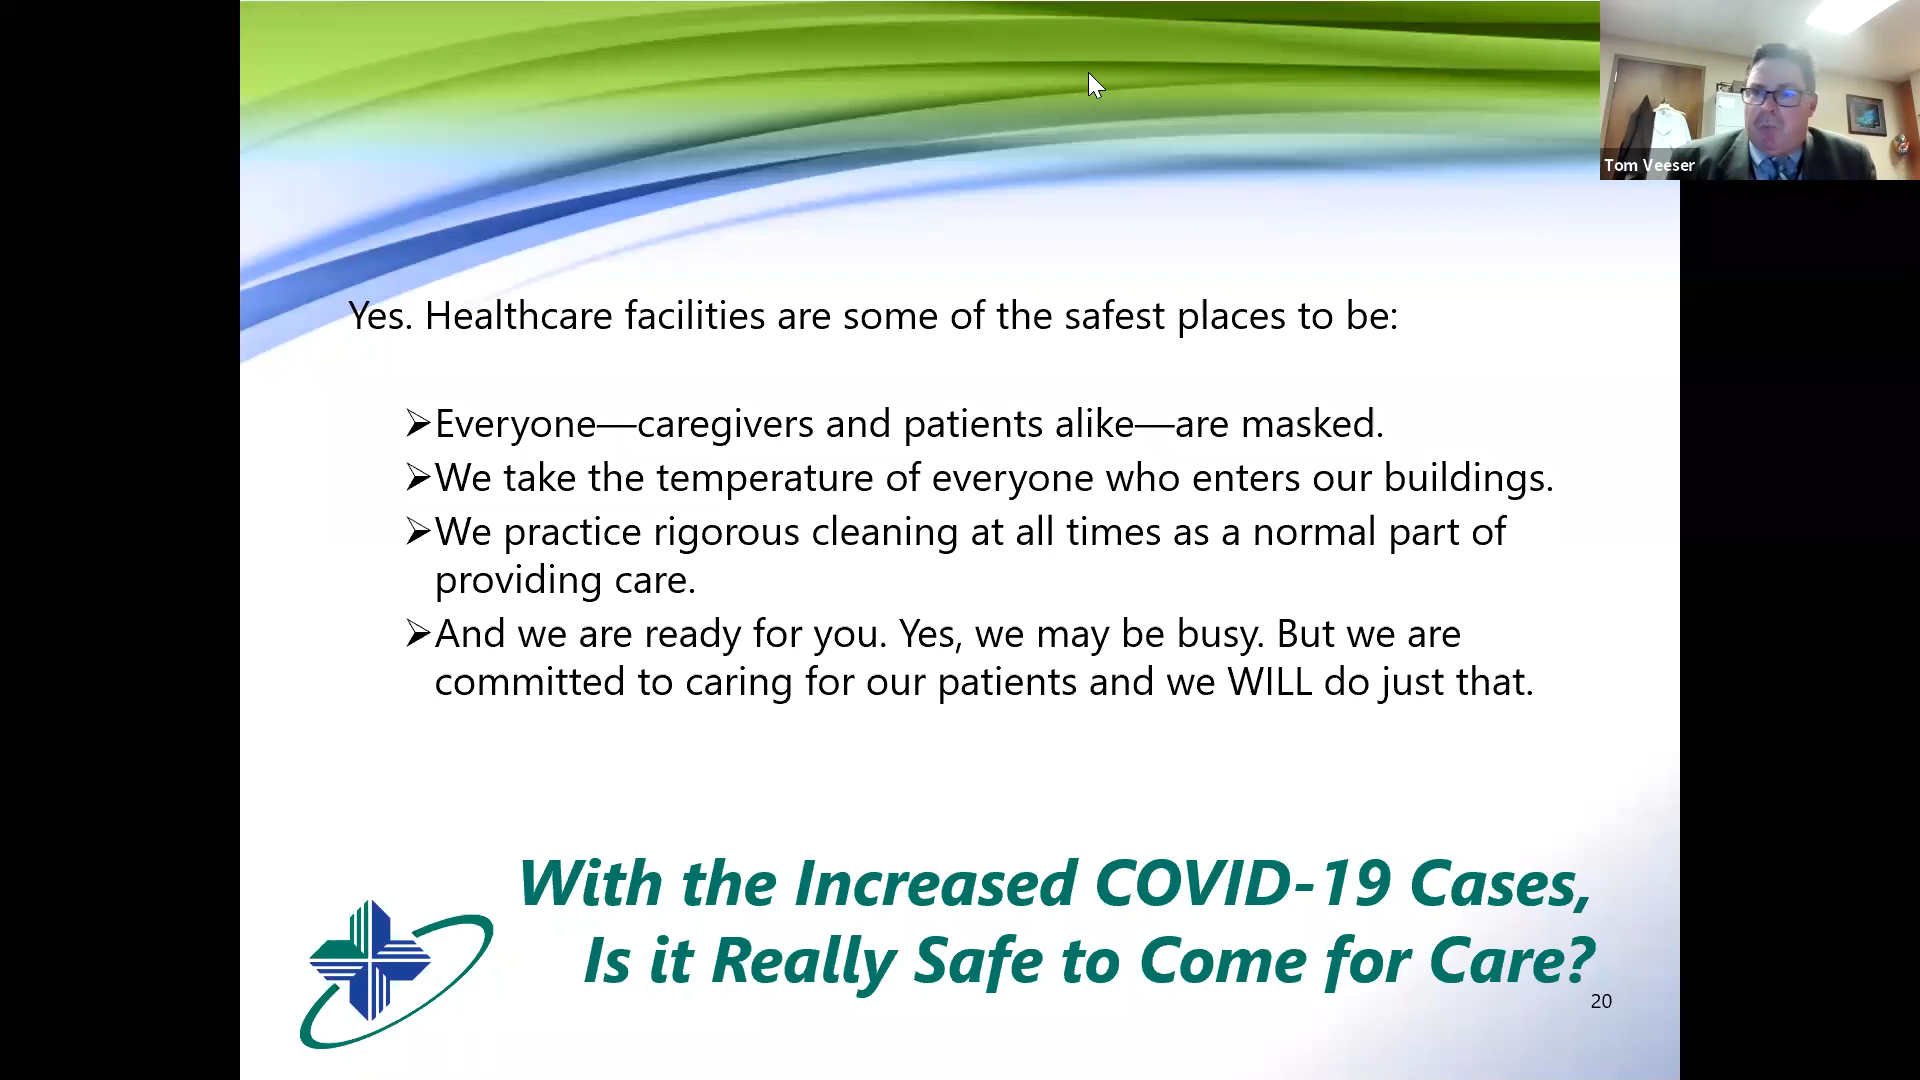 Tom Veeser
Yes. Healthcare facilities are some of the safest places to be:
➢Everyone—caregivers and patients alike—are masked.
➢We take the temperature of everyone who enters our buildings.
➢We practice rigorous cleaning at all times as a normal part of
providing care.
➢And we are ready for you. Yes, we may be busy. But we are
committed to caring for our patients and we WILL do just that.
With the Increased COVID-19 Cases,
Is it Really Safe to Come for Care?
20